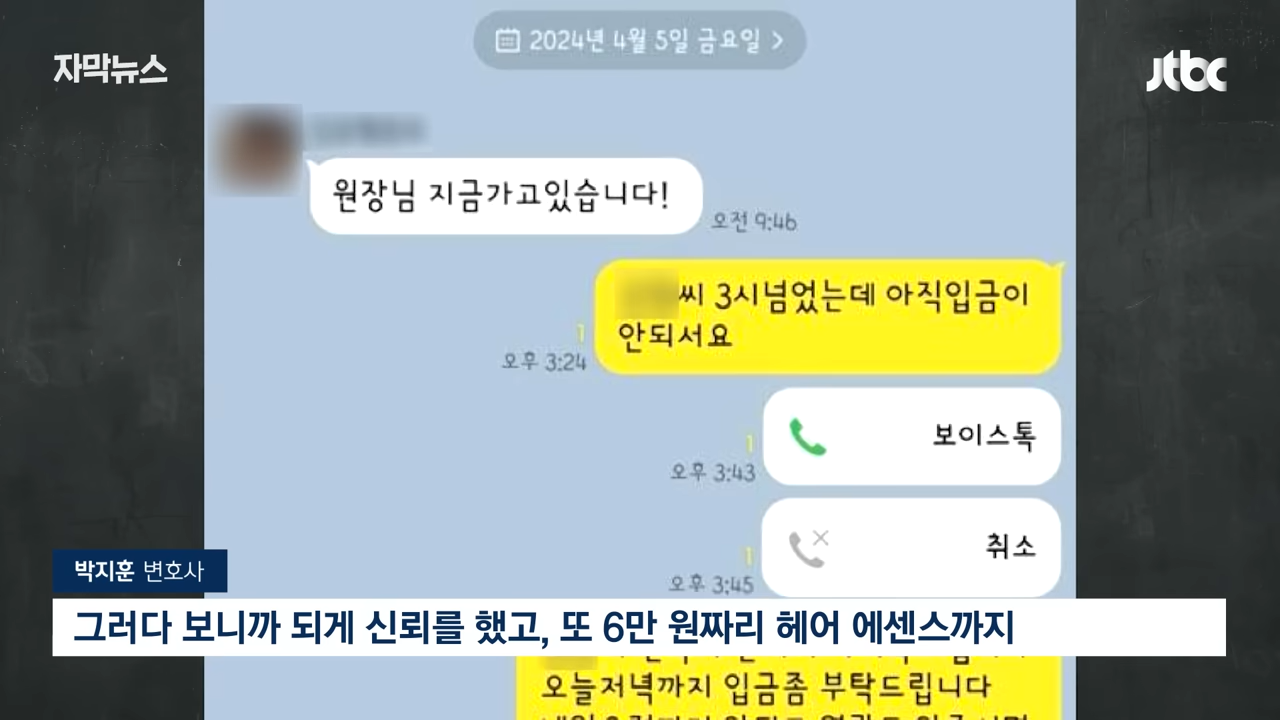 자막뉴스
jtbc
2024년 4월 5일 금요일 >
원장님 지금가고있습니다!
오전 9:46
씨 3시넘었는데 아직입금이
안되서요
1
오후 3:24
보이스톡
1
오후 3:43
취소
1
오후 3:45
박지훈 변호사
그러다 보니까 되게 신뢰를 했고, 또 6만 원짜리 헤어 에센스까지
오늘저녁까지 입금좀 부탁드립니다